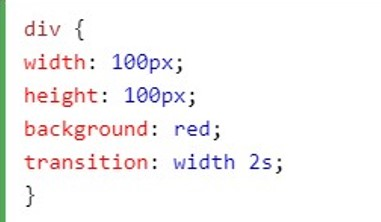 div {
width: 100px;
height: 100px;
background: red;
transition: width 2s;
}